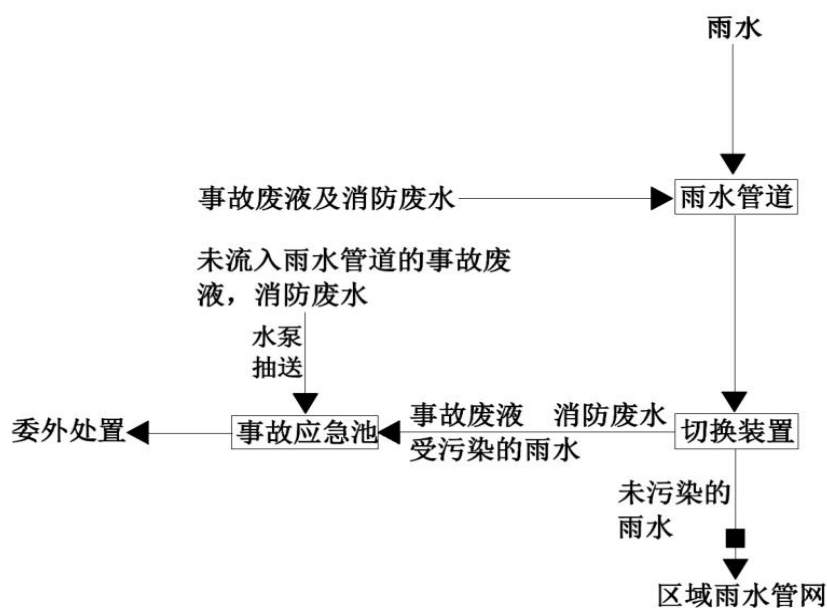 雨水
事故废液及消防废水
雨水管道
未流入雨水管道的事故废
液，消防废水
水泵
抽送
委外处置
事故应急池
事故废液 消防废水
受污染的雨水
切换装置
未污染的
雨水
区域雨水管网